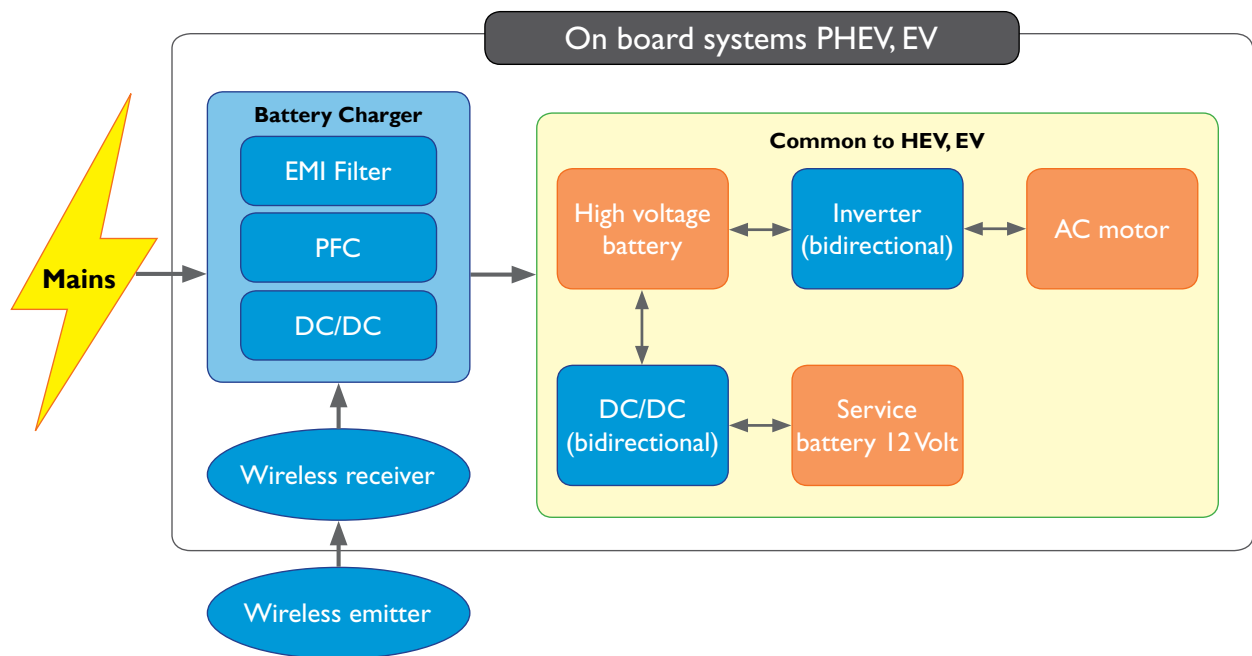 On board systems PHEV, EV
Battery Charger
EMI Filter
PFC
DC/DC
Mains
Common to HEV, EV
High voltage
battery
Inverter
(bidirectional)
AC motor
DC/DC
(bidirectional)
Service
battery 12 Volt
Wireless receiver
Wireless emitter